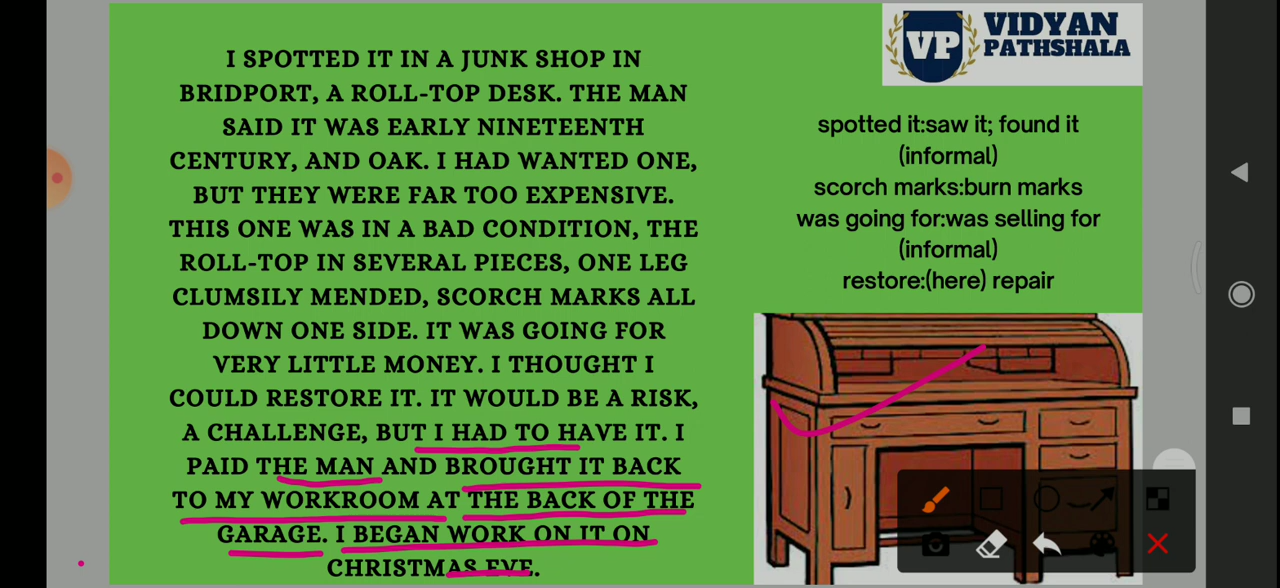 I SPOTTED IT IN A JUNK SHOP IN
BRIDPORT, A ROLL-TOP DESK. THE MAN
SAID IT WAS EARLY NINETEENTH
CENTURY, AND OAK. I HAD WANTED ONE,
BUT THEY WERE FAR TOO EXPENSIVE.
THIS ONE WAS IN A BAD CONDITION, THE
ROLL-TOP IN SEVERAL PIECES, ONE LEG
CLUMSILY MENDED, SCORCH MARKS ALL
DOWN ONE SIDE. IT WAS GOING FOR
VERY LITTLE MONEY. I THOUGHT I
COULD RESTORE IT. IT WOULD BE A RISK,
A CHALLENGE, BUT I HAD TO HAVE IT. I
PAID THE MAN AND BROUGHT IT BACK
TO MY WORKROOM AT THE BACK OF THE
GARAGE. I BEGAN WORK ON IT ON
CHRISTMAS EVE.
VP
VIDYAN
PATHSHALA
spotted it:saw it; found it
(informal)
scorch marks:burn marks
was going for:was selling for
(informal)
restore:(here) repair